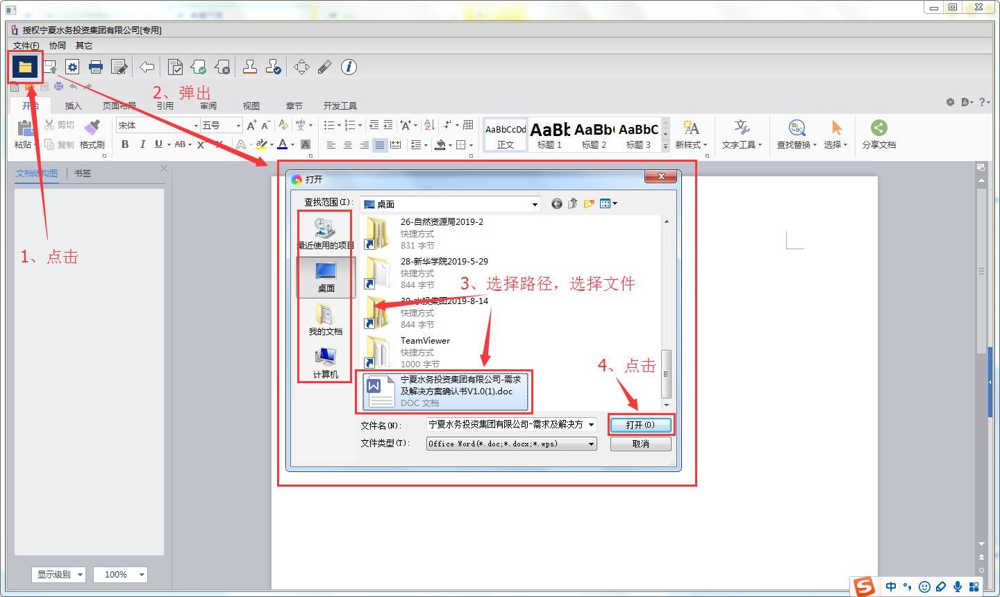 授权宁夏水务投资集团有限公司[专用]
文件(F) 协同 其它
2、弹出
开始 插入 页面布局 引用 审阅 视图 章节 开发工具
粘贴 剪切 复制 格式刷
宋体 五号
B I U AB X
AaBbCcDd AaBb AaBb( AaBbC
正文 标题 1 标题 2 标题 3
新样式 文字工具 查找替换 选择 分享文档
文档结构图 书签
1、点击
打开
查找范围(I): 桌面
最近使用的项目
桌面
我的文档
计算机
26-自然资源局2019-2
快捷方式
831 字节
28-新华学院2019-5-29
快捷方式
844 字节
3、选择路径，选择文件
30-水投集团2019-8-14
快捷方式
844 字节
TeamViewer
快捷方式
1000 字节
宁夏水务投资集团有限公司-需求
及解决方案确认书V1.0(1).doc
DOC 文档
4、点击
文件名(N): 宁夏水务投资集团有限公司-需求及解决方
打开(O)
文件类型(T): Office Word(*.doc;*.docx;*.wps)
取消
显示级别 100%
中